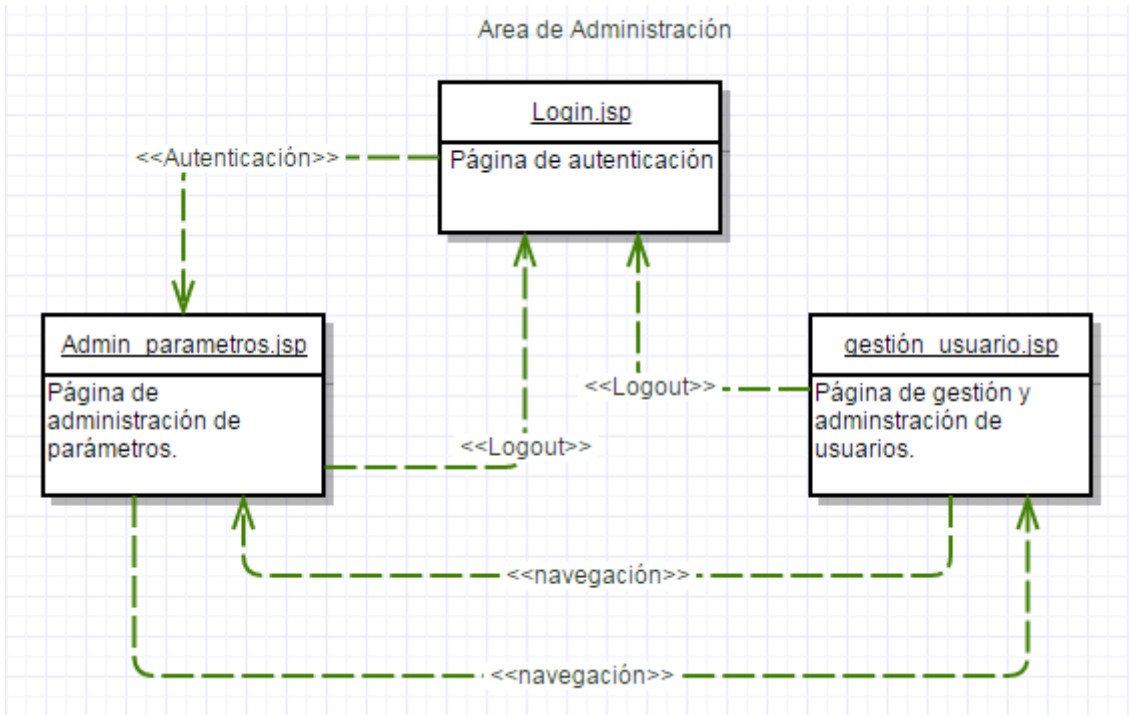 Area de Administración
Login.jsp
Página de autenticación
<<Autenticación>>
Admin_parametros.jsp
Página de
administración de
parámetros.
gestión_usuario.jsp
Página de gestión y
adminstración de
usuarios.
<<Logout>>
<<Logout>>
<<navegación>>
<<navegación>>